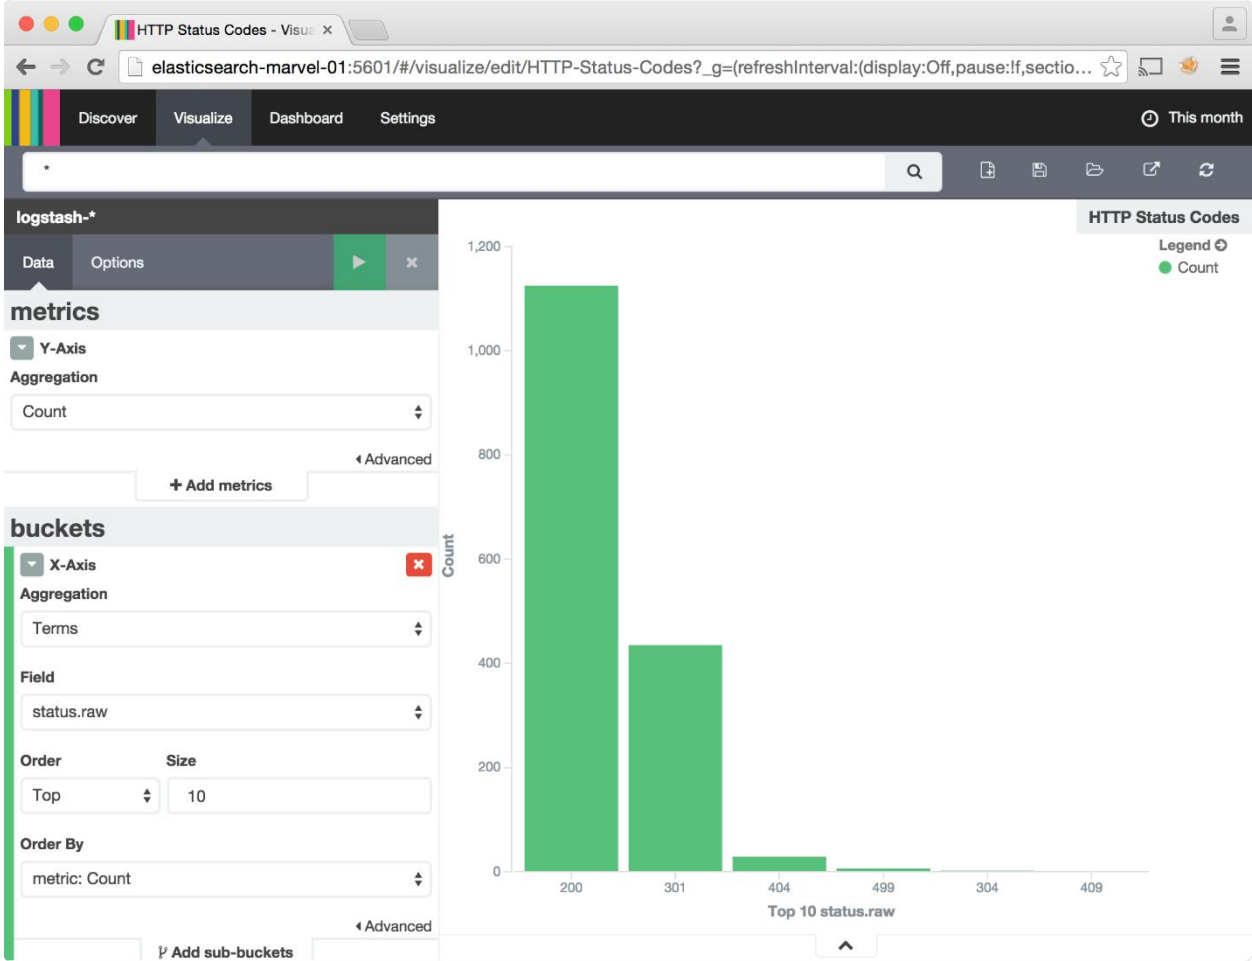 HTTP Status Codes - Visua
elasticsearch-marvel-01:5601/#/visualize/edit/HTTP-Status-Codes?_g=(refreshInterval:(display:Off,pause:!f,sectio...
Discover Visualize Dashboard Settings This month
*
logstash-*
HTTP Status Codes
Data Options
Legend
Count
metrics
Y-Axis
Aggregation
Count
Advanced
Add metrics
buckets
X-Axis
Aggregation
Terms
Field
status.raw
Order Size
Top 10
Order By
metric: Count
Advanced
Add sub-buckets
1,200
1,000
800
600
400
200
0
Count
200 301 404 499 304 409
Top 10 status.raw